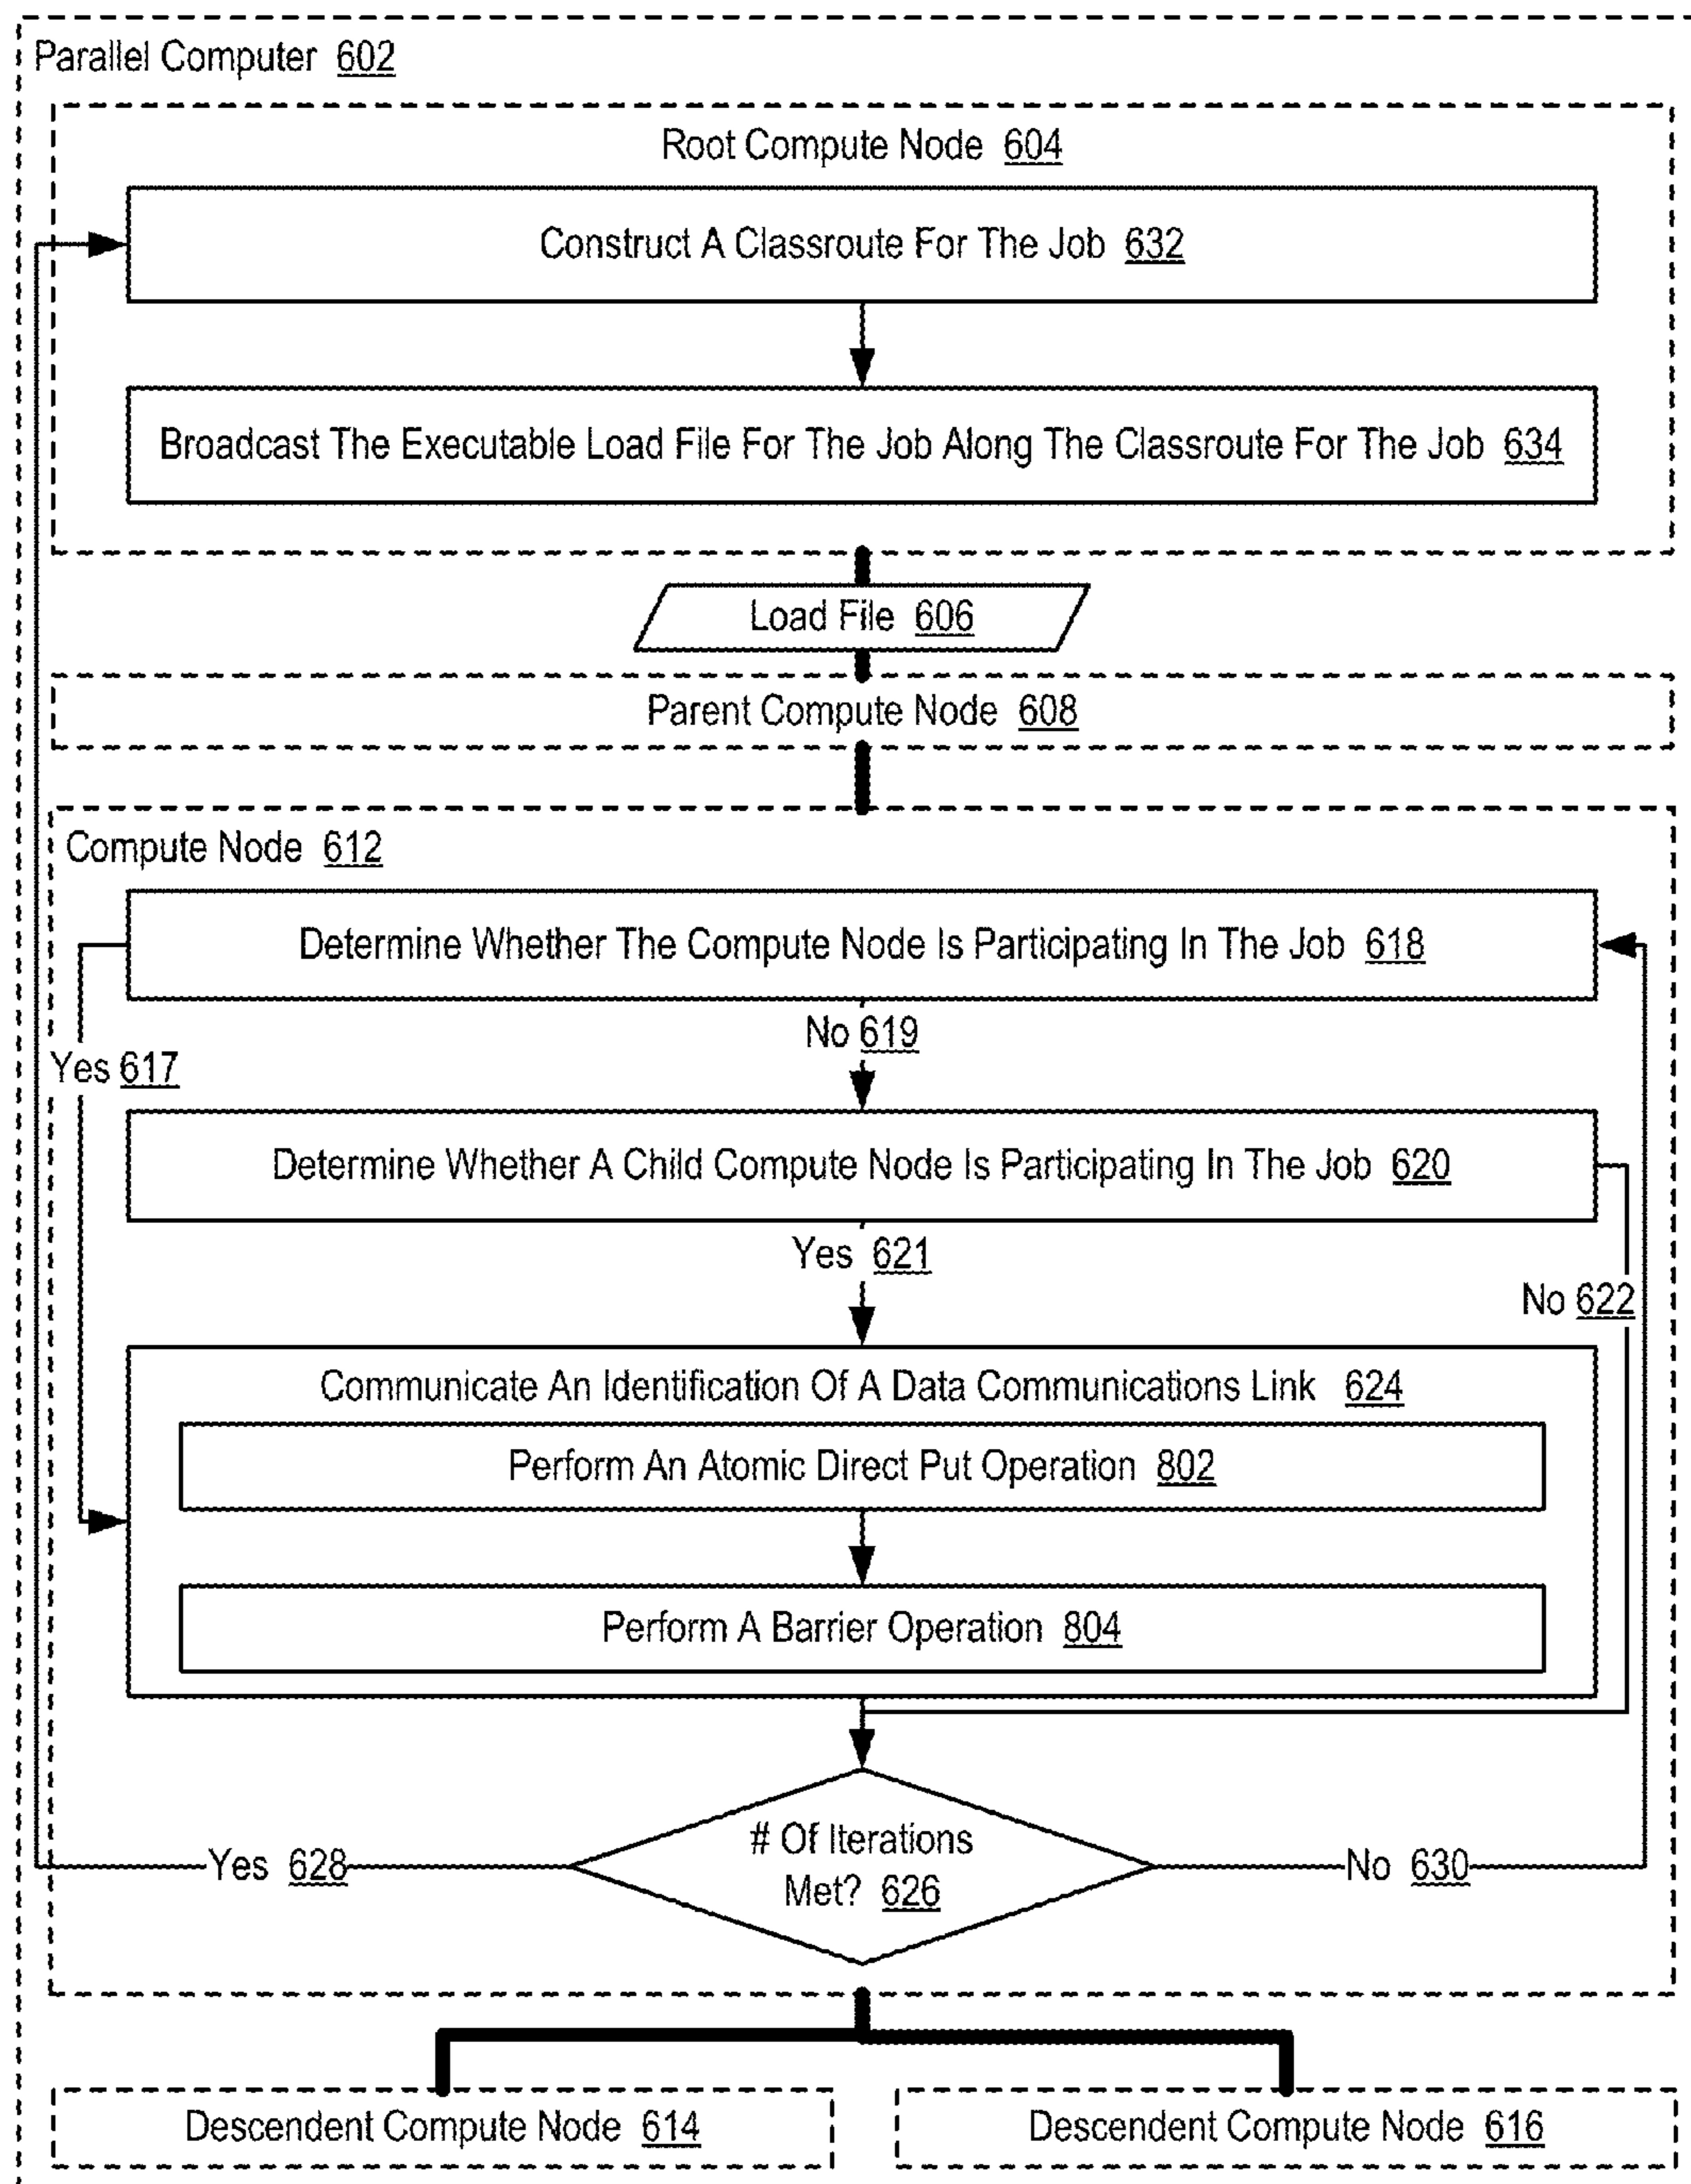 Parallel Computer 602
Root Compute Node 604
Construct A Classroute For The Job 632
Broadcast The Executable Load File For The Job Along The Classroute For The Job 634
Load File 606
Parent Compute Node 608
Compute Node 612
Determine Whether The Compute Node Is Participating In The Job 618
No 619
Yes 617
Determine Whether A Child Compute Node Is Participating In The Job 620
Yes 621
No 622
Communicate An Identification Of A Data Communications Link 624
Perform An Atomic Direct Put Operation 802
Perform A Barrier Operation 804
# Of Iterations
Met? 626
Yes 628
No 630
Descendent Compute Node 614
Descendent Compute Node 616